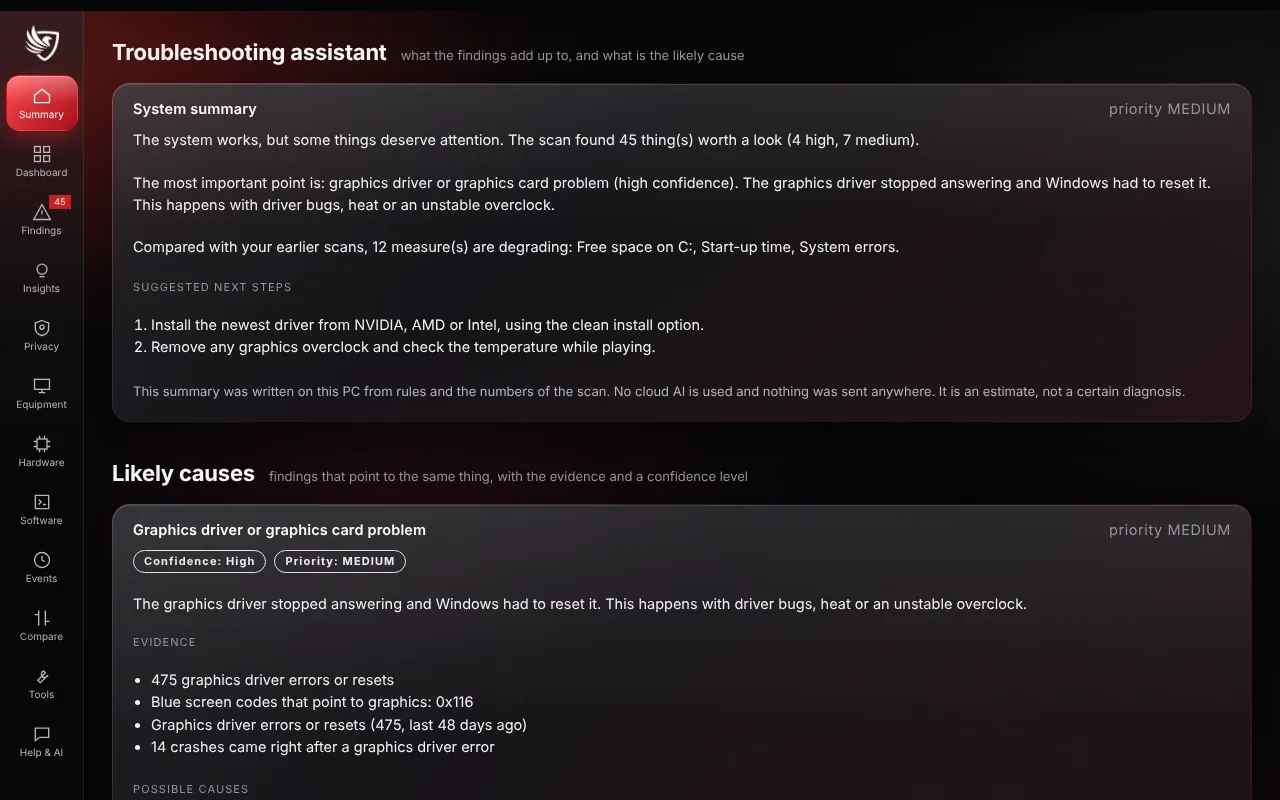 Troubleshooting assistant what the findings add up to, and what is the likely cause
Summary
Dashboard
45
Findings
Insights
Privacy
Equipment
Hardware
Software
Events
Compare
Tools
Help & AI
System summary priority MEDIUM
The system works, but some things deserve attention. The scan found 45 thing(s) worth a look (4 high, 7 medium).
The most important point is: graphics driver or graphics card problem (high confidence). The graphics driver stopped answering and Windows had to reset it.
This happens with driver bugs, heat or an unstable overclock.
Compared with your earlier scans, 12 measure(s) are degrading: Free space on C:, Start-up time, System errors.
SUGGESTED NEXT STEPS
1. Install the newest driver from NVIDIA, AMD or Intel, using the clean install option.
2. Remove any graphics overclock and check the temperature while playing.
This summary was written on this PC from rules and the numbers of the scan. No cloud AI is used and nothing was sent anywhere. It is an estimate, not a certain diagnosis.
Likely causes findings that point to the same thing, with the evidence and a confidence level
Graphics driver or graphics card problem priority MEDIUM
Confidence: High Priority: MEDIUM
The graphics driver stopped answering and Windows had to reset it. This happens with driver bugs, heat or an unstable overclock.
EVIDENCE
• 475 graphics driver errors or resets
• Blue screen codes that point to graphics: 0x116
• Graphics driver errors or resets (475, last 48 days ago)
• 14 crashes came right after a graphics driver error
POSSIBLE CAUSES